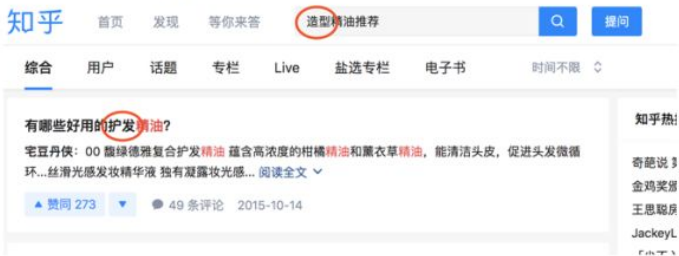 知乎 首页 发现 等你来答 造型精油推荐 提问
综合 用户 话题 专栏 Live 盐选专栏 电子书 时间不限
有哪些好用的护发精油?
知乎热
宅豆丹侠：00 馥绿德雅复合护发精油 蕴含高浓度的柑橘精油和薰衣草精油，能清洁头皮，促进头发微循
环...丝滑光感发妆精华液 独有凝露妆光感... 阅读全文
奇葩说
金鸡奖
赞同 273 49 条评论 2015-10-14
王思聪
JackeyL